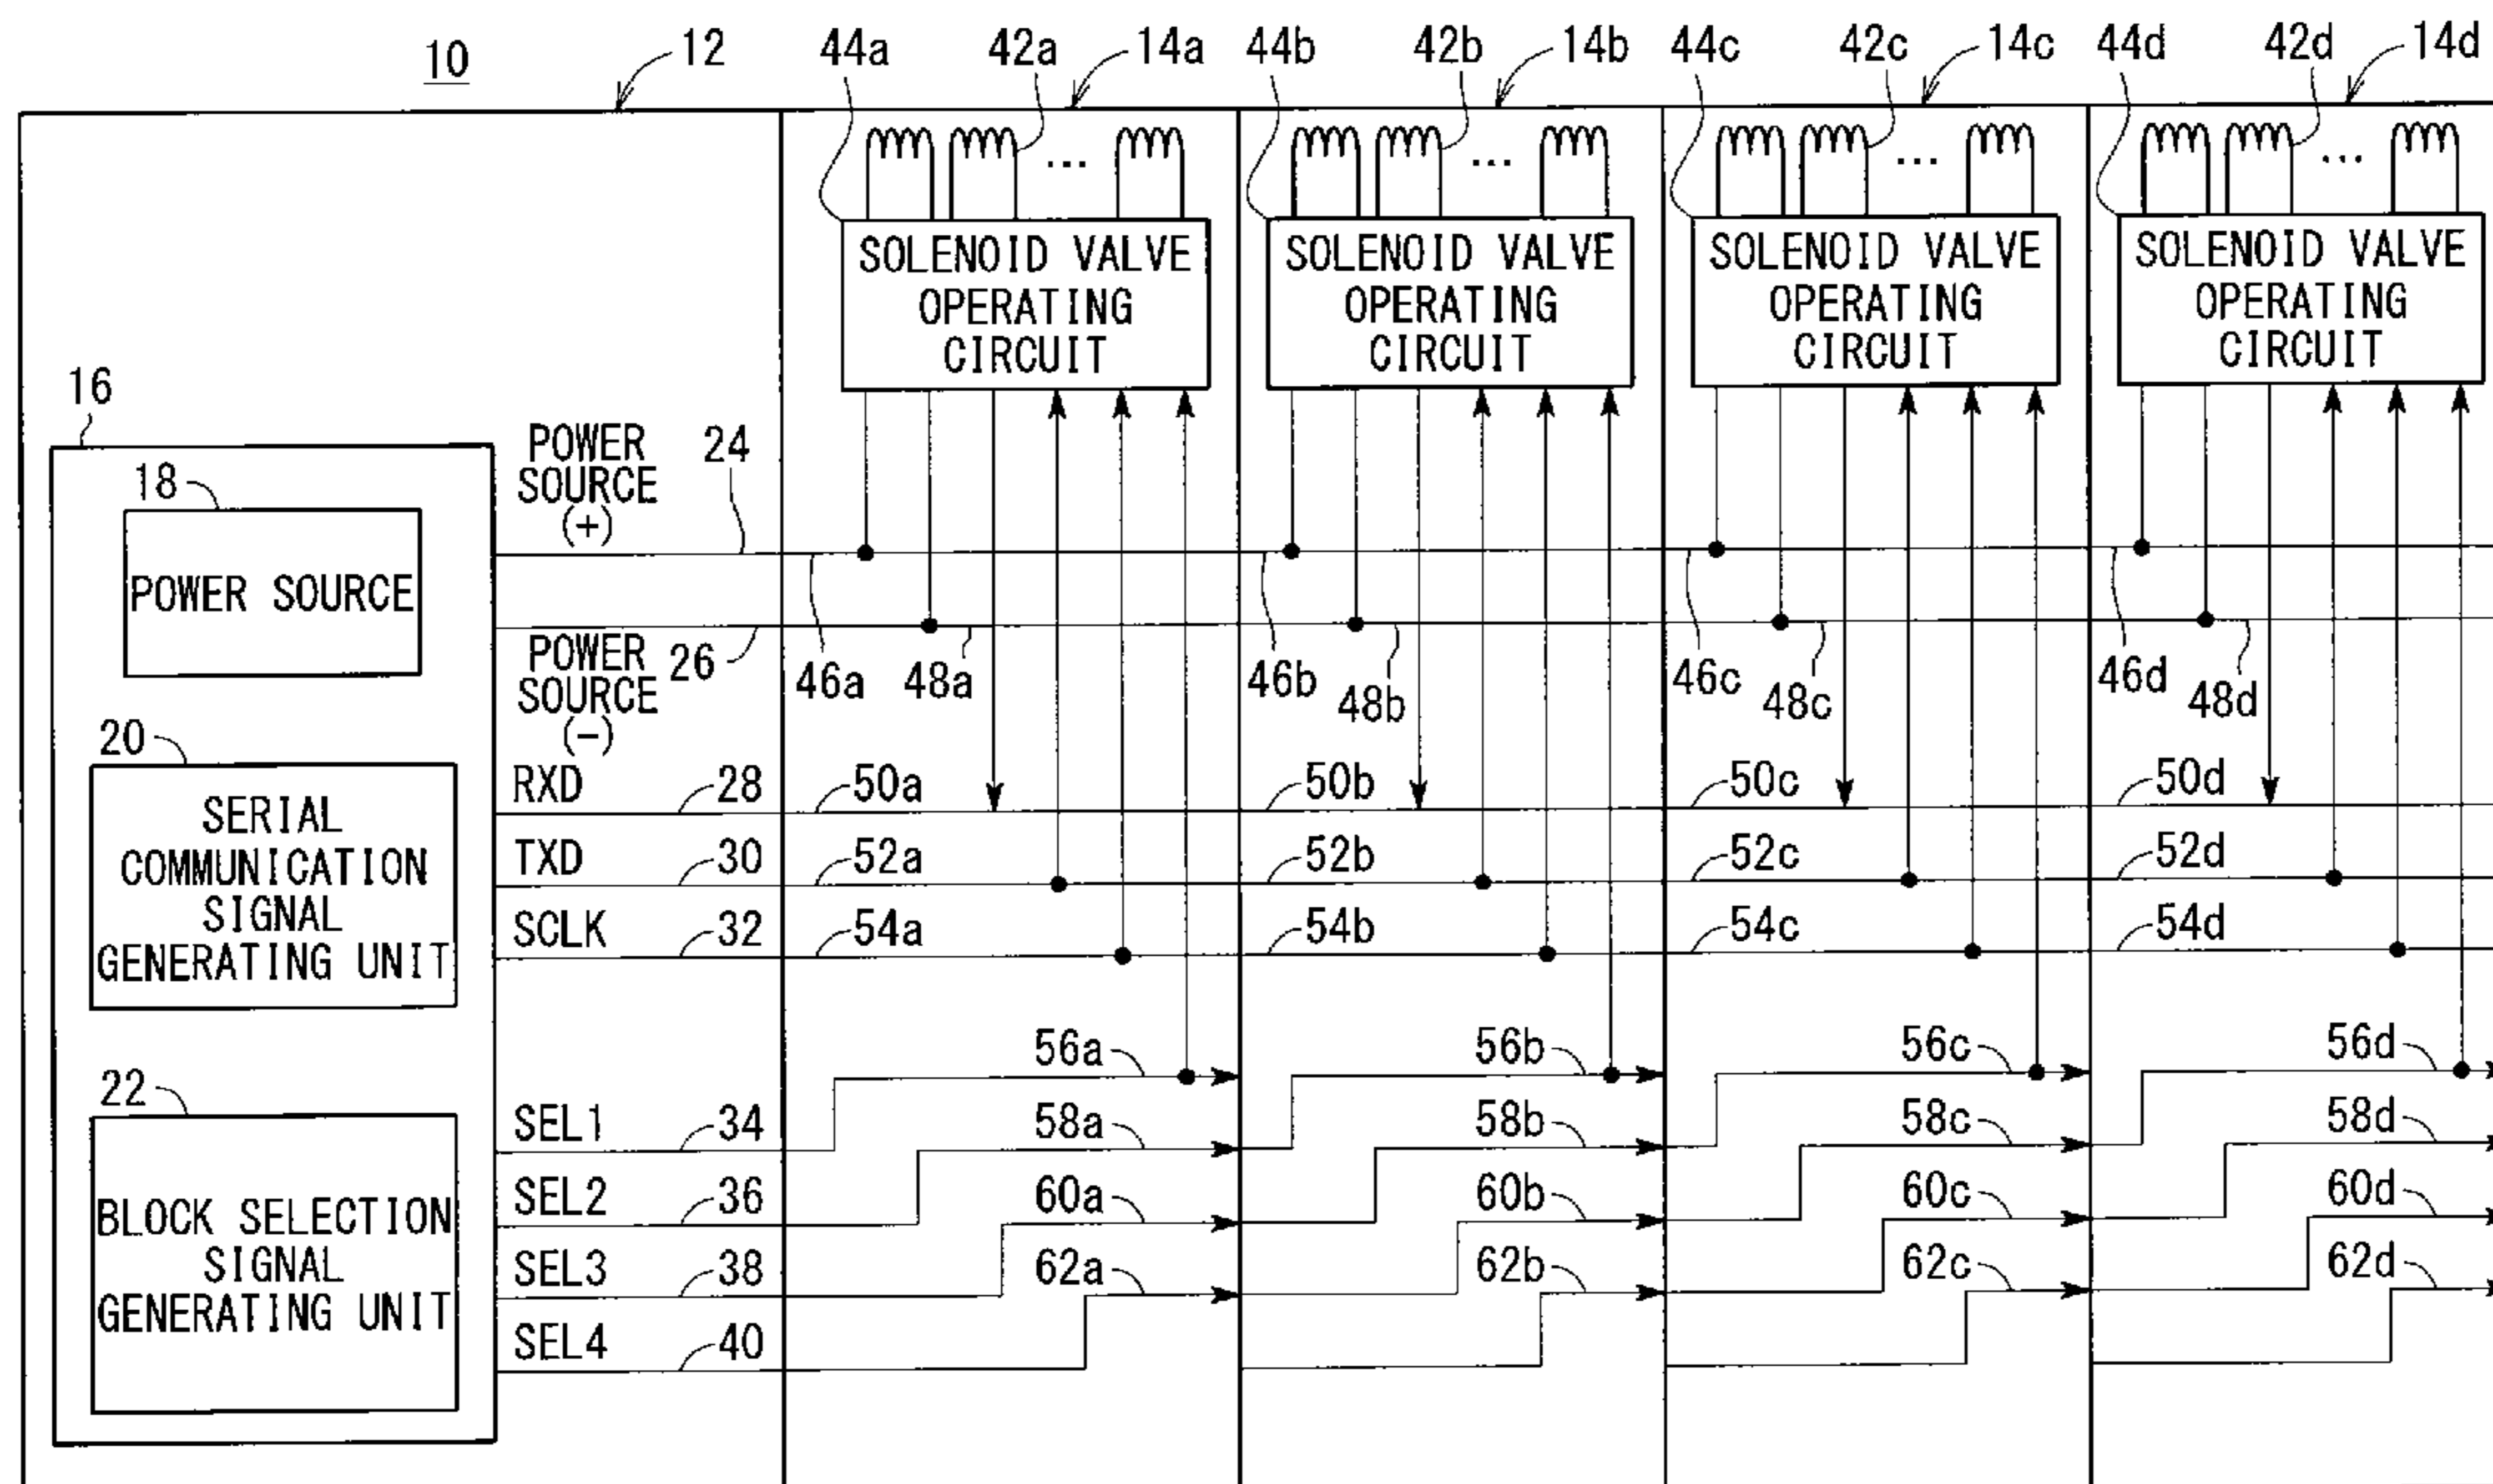 10
12
44a
42a
14a
44b
42b
14b
44c
42c
14c
44d
42d
14d
SOLENOID VALVE
OPERATING
CIRCUIT
SOLENOID VALVE
OPERATING
CIRCUIT
SOLENOID VALVE
OPERATING
CIRCUIT
SOLENOID VALVE
OPERATING
CIRCUIT
16
18
POWER SOURCE
20
SERIAL
COMMUNICATION
SIGNAL
GENERATING UNIT
22
BLOCK SELECTION
SIGNAL
GENERATING UNIT
POWER
SOURCE
(+)
24
POWER
SOURCE
(-)
26
46a
48a
46b
48b
46c
48c
46d
48d
RXD
28
50a
50b
50c
50d
TXD
30
52a
52b
52c
52d
SCLK
32
54a
54b
54c
54d
56a
56b
56c
56d
SEL1
34
58a
58b
58c
58d
SEL2
36
60a
60b
60c
60d
SEL3
38
62a
62b
62c
62d
SEL4
40